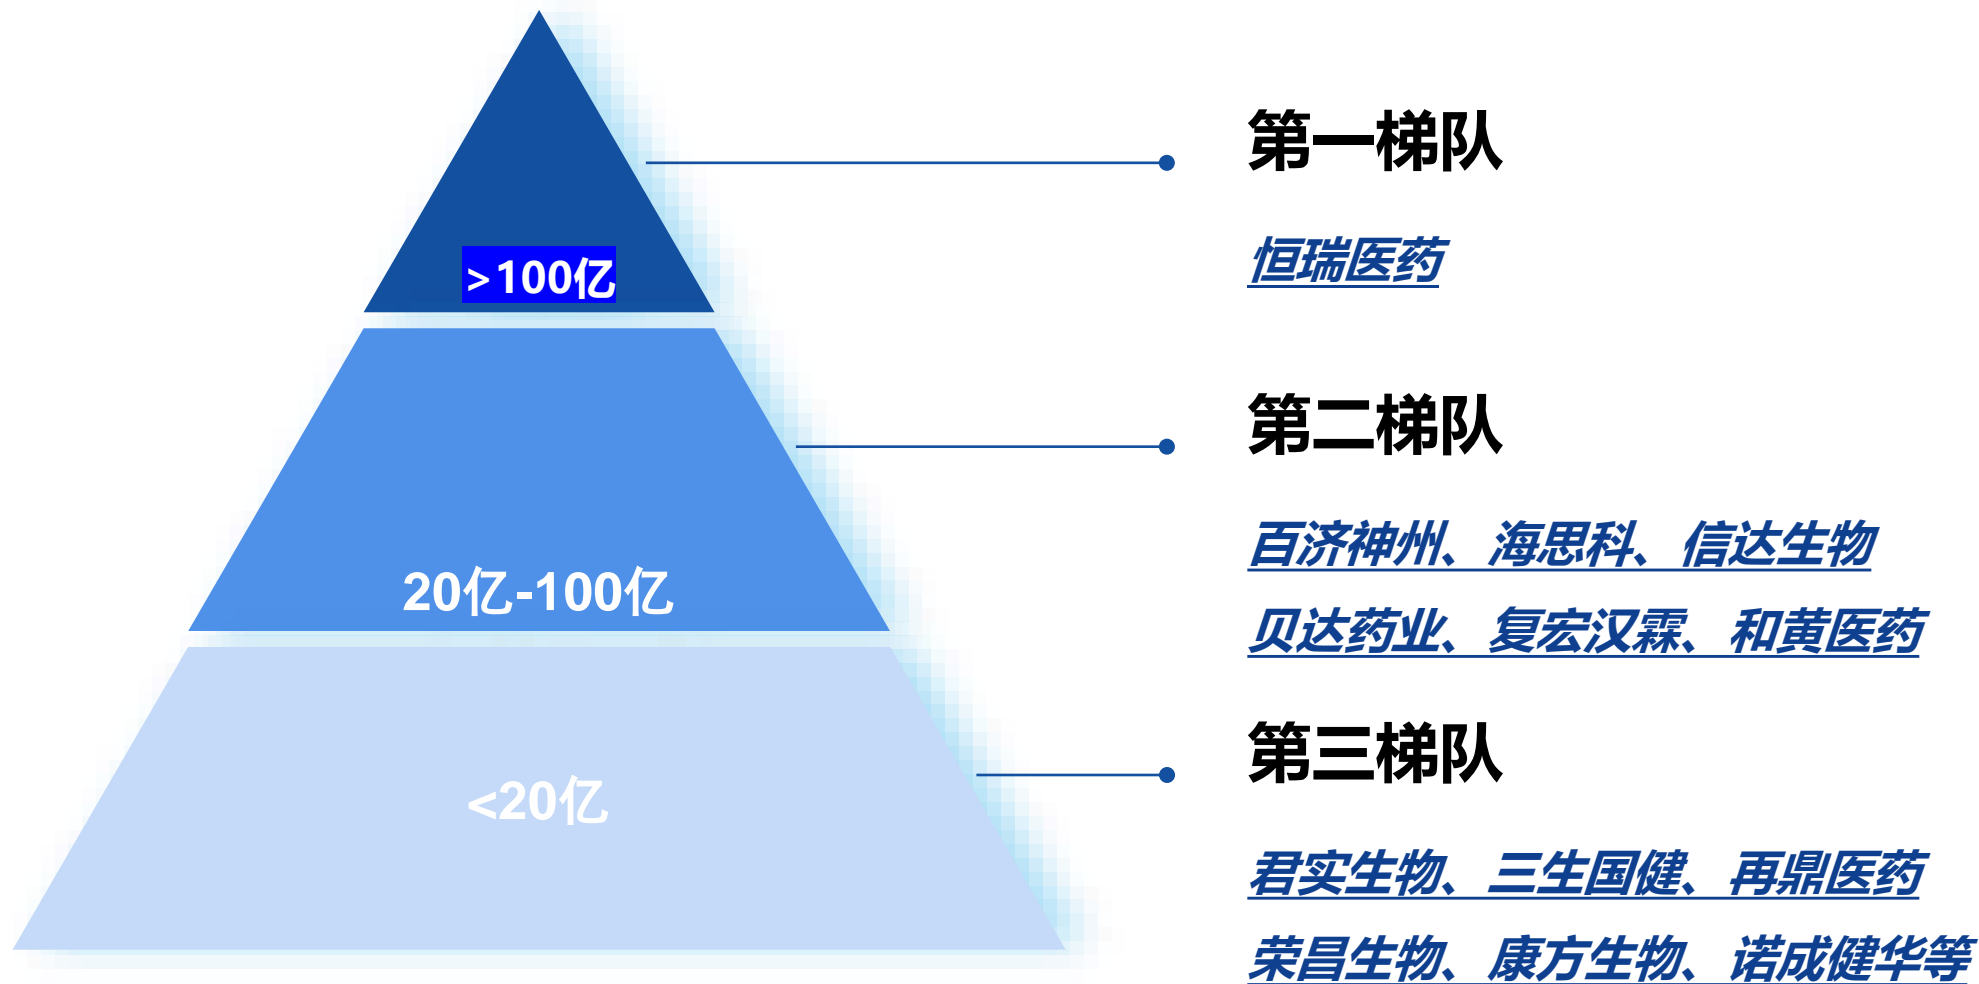 第一梯队
恒瑞医药
>100亿
第二梯队
百济神州、海思科、信达生物
贝达药业、复宏汉霖、和黄医药
20亿-100亿
第三梯队
君实生物、三生国健、再鼎医药
荣昌生物、康方生物、诺成健华等
<20亿